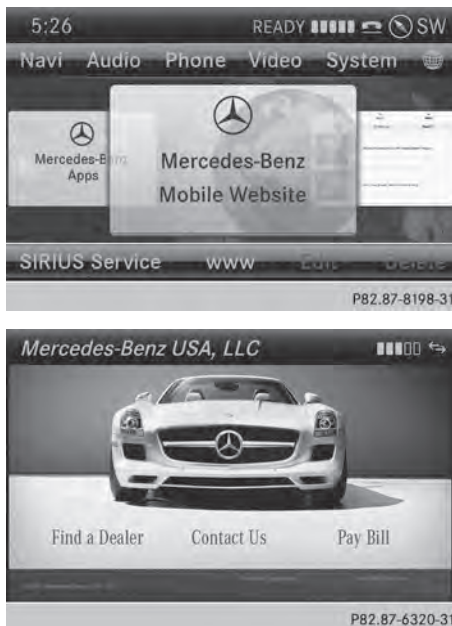 5:26 READY SW
Navi Audio Phone Video System
Mercedes-Benz
Apps
Mercedes-Benz
Mobile Website
SIRIUS Service www Edit Delete
P82.87-8198-31
Mercedes-Benz USA, LLC
Find a Dealer Contact Us Pay Bill
P82.87-6320-31